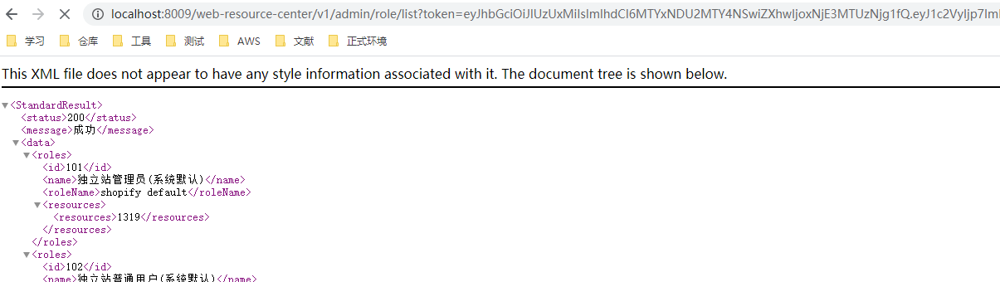 localhost:8009/web-resource-center/v1/admin/role/list?token=eyJhbGciOiJIUzUxMiIsImlhdCI6MTYxNDU2MTY4NSwiZXhwIjoxNjE3MTUzNjg1fQ.eyJ1c2VyIjp7Iml
学习 仓库 工具 测试 AWS 文献 正式环境
This XML file does not appear to have any style information associated with it. The document tree is shown below.
▼<StandardResult>
<status>200</status>
<message>成功</message>
▼<data>
▼<roles>
<id>101</id>
<name>独立站管理员(系统默认)</name>
<roleName>shopify default</roleName>
▼<resources>
<resources>1319</resources>
</resources>
</roles>
▼<roles>
<id>102</id>
<name>独立站普通用户(系统默认)</name>